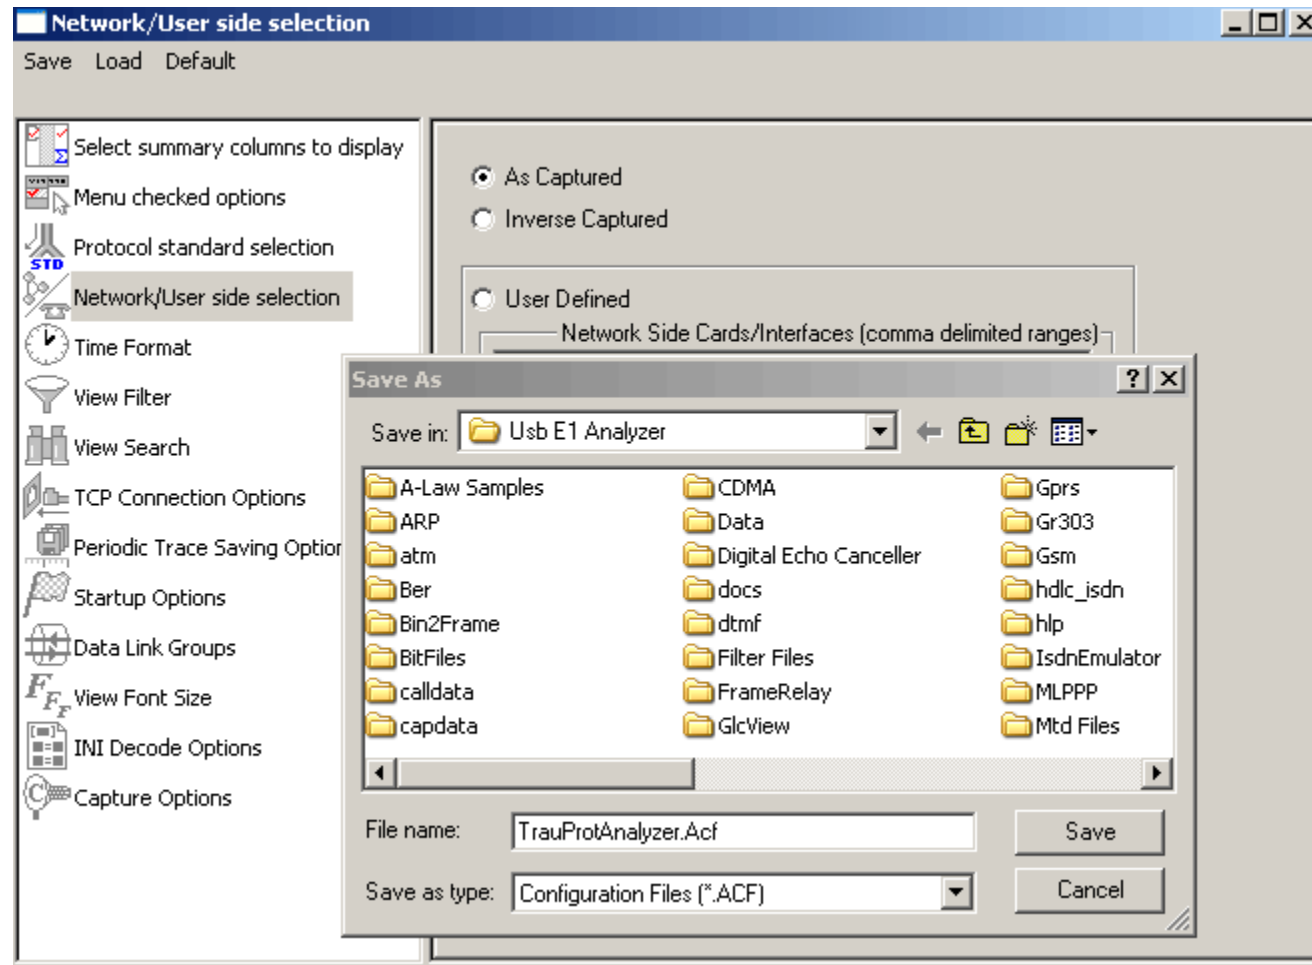 Network/User side selection
Save Load Default
Select summary columns to display
Menu checked options
Protocol standard selection
STD
Network/User side selection
Time Format
View Filter
View Search
TCP Connection Options
Periodic Trace Saving Option
Startup Options
Data Link Groups
View Font Size
INI Decode Options
Capture Options
As Captured
Inverse Captured
User Defined
Network Side Cards/Interfaces (comma delimited ranges)
Save As
Save in: Usb E1 Analyzer
A-Law Samples CDMA Gprs
ARP Data Gr303
atm Digital Echo Canceller Gsm
Ber docs hdlc_isdn
Bin2Frame dtmf hlp
BitFiles Filter Files IsdnEmulator
calldata FrameRelay MLPPP
capdata GlcView Mtd Files
File name: TrauProtAnalyzer.Acf Save
Save as type: Configuration Files (*.ACF) Cancel